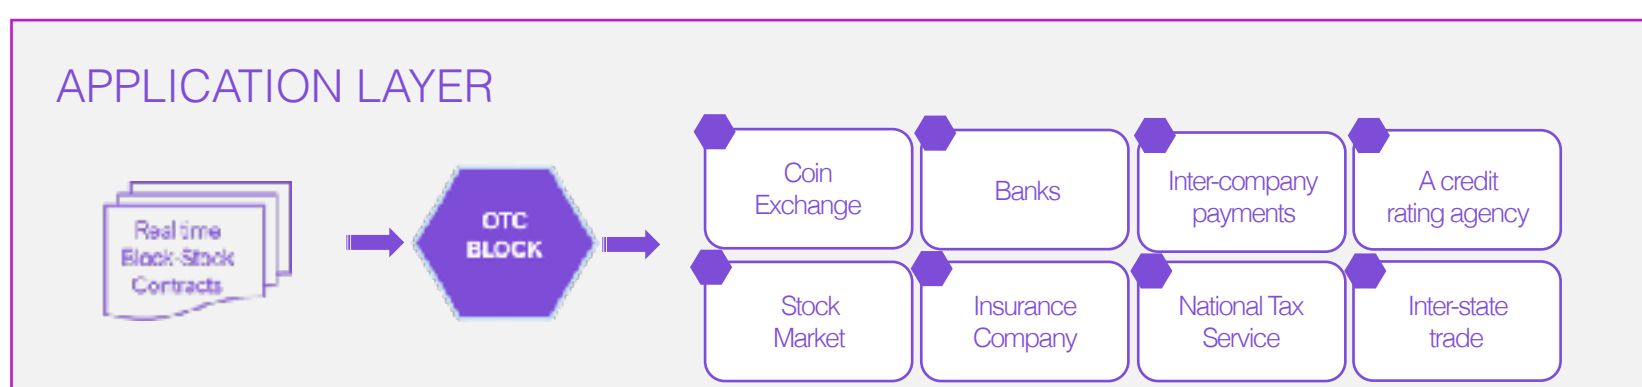 APPLICATION LAYER
Real time
Block-Stock
Contracts
OTC
BLOCK
Coin
Exchange
Banks
Inter-company
payments
A credit
rating agency
Stock
Market
Insurance
Company
National Tax
Service
Inter-state
trade